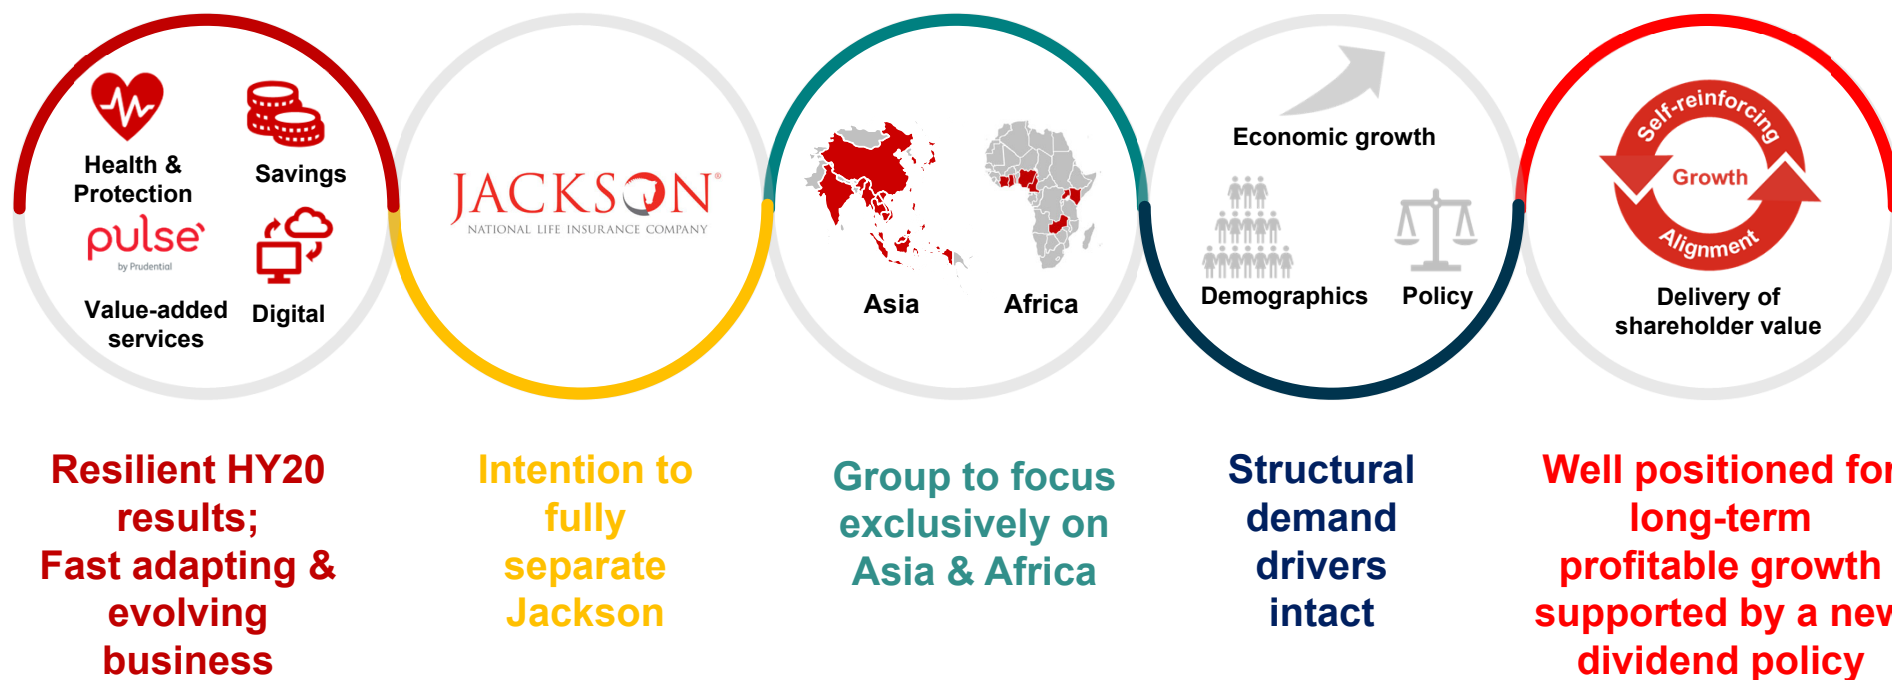 Health &
Protection
Savings
pulse
by Prudential
Value-added
services
Digital
Resilient HY20
results;
Fast adapting &
evolving
business
JACKSON®
NATIONAL LIFE INSURANCE COMPANY
Intention to
fully
separate
Jackson
Asia
Africa
Group to focus
exclusively on
Asia & Africa
Economic growth
Demographics
Policy
Structural
demand
drivers
intact
Self-reinforcing
Growth
Alignment
Delivery of
shareholder value
Well positioned for
long-term
profitable growth
supported by a new
dividend policy